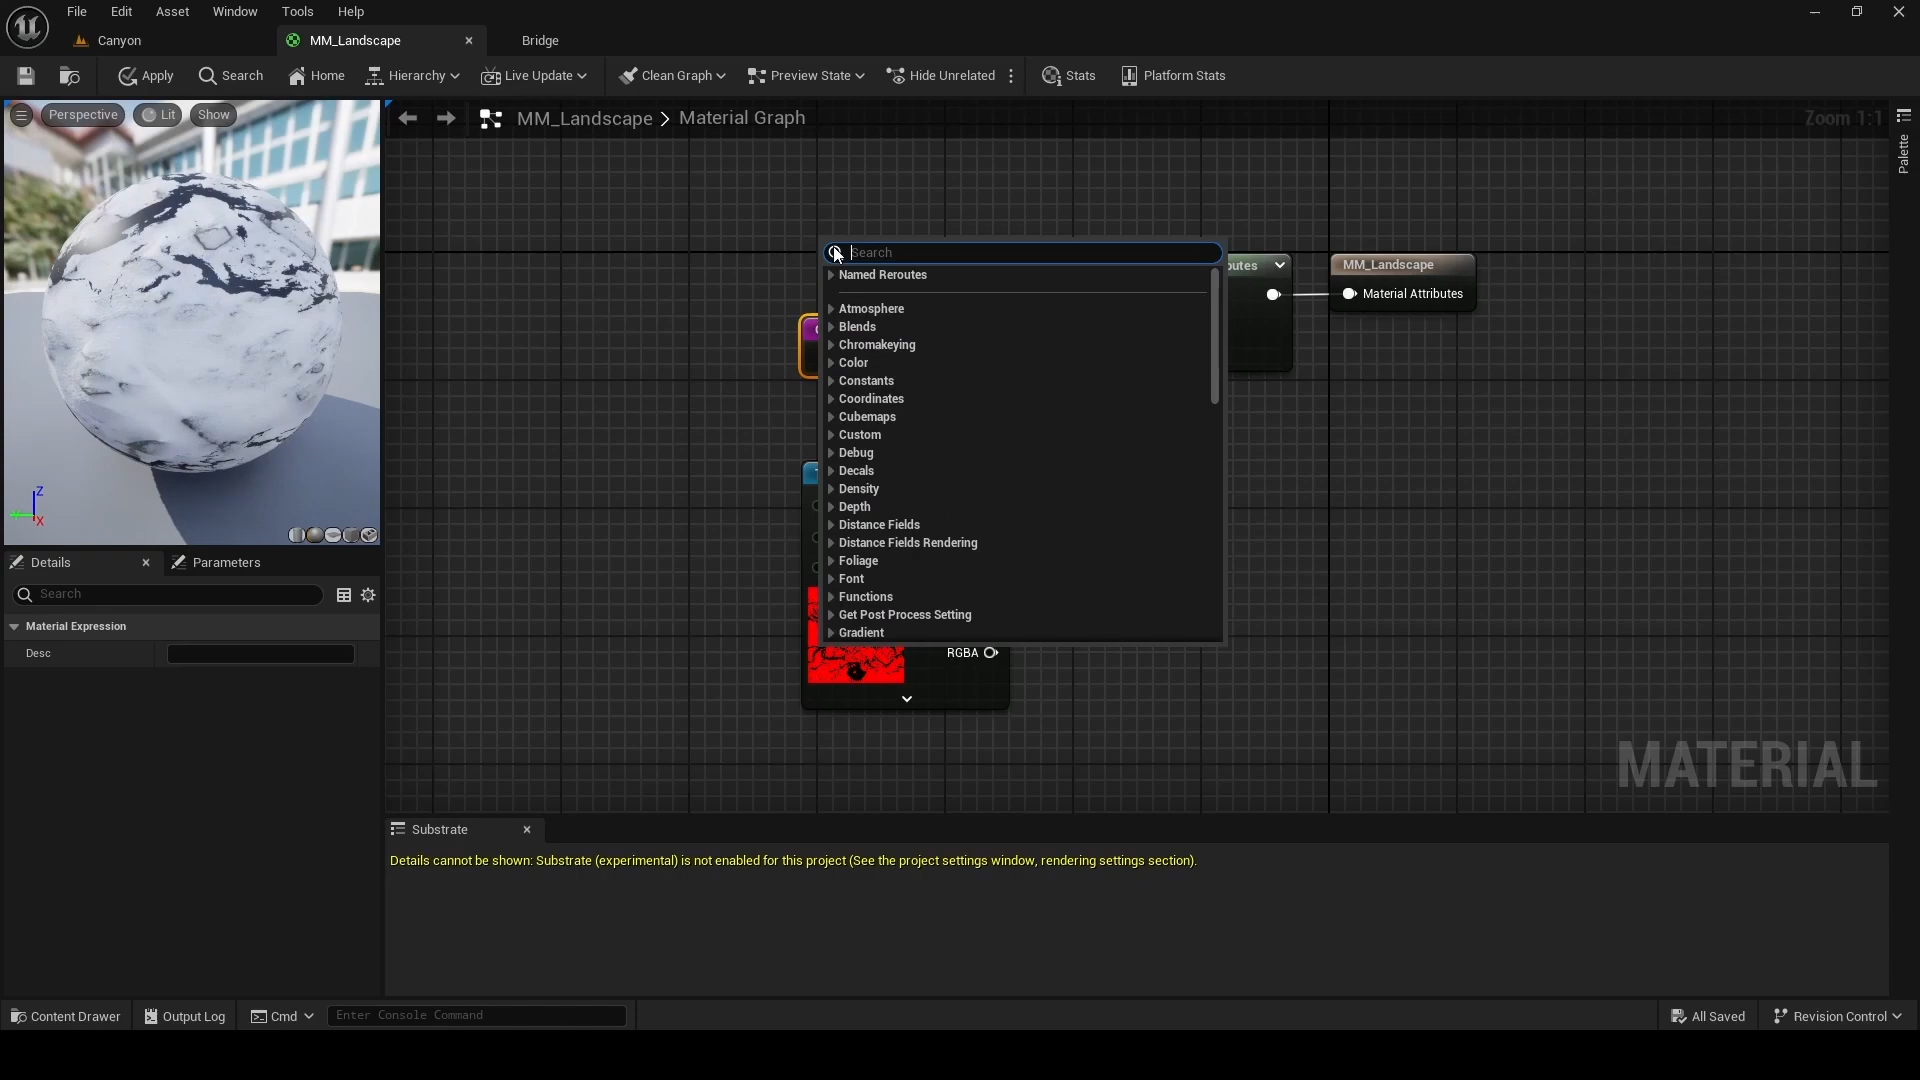 File Edit Asset Window Tools Help
Canyon MM_Landscape Bridge
Apply Search Home Hierarchy Live Update Clean Graph Preview State Hide Unrelated Stats Platform Stats
Perspective Lit Show
MM_Landscape > Material Graph
Zoom 1:1
Palette
Search
Named Reroutes
Atmosphere
Blends
Chromakeying
Color
Constants
Coordinates
Cubemaps
Custom
Debug
Decals
Density
Depth
Distance Fields
Distance Fields Rendering
Foliage
Font
Functions
Get Post Process Setting
Gradient
butes
MM_Landscape
Material Attributes
RGBA
MATERIAL
Z
X
Details Parameters
Search
Material Expression
Desc
Substrate
Details cannot be shown: Substrate (experimental) is not enabled for this project (See the project settings window, rendering settings section).
Content Drawer Output Log Cmd Enter Console Command All Saved Revision Control